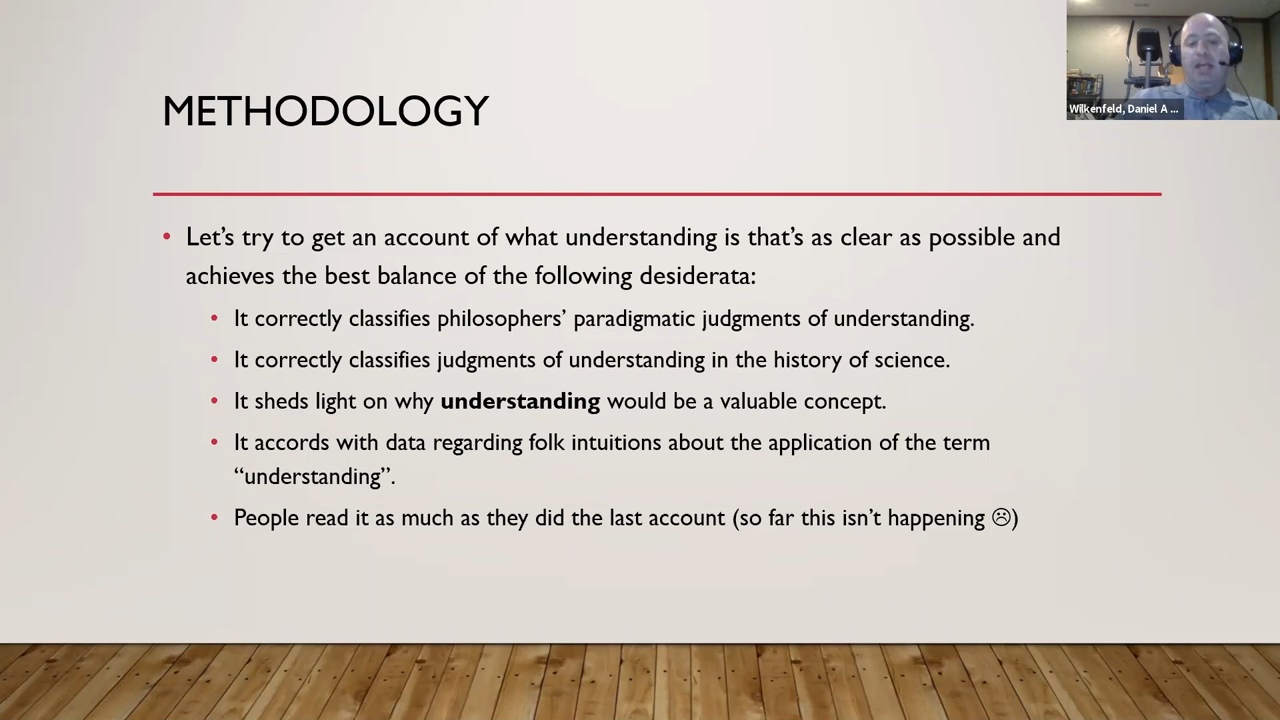 METHODOLOGY
Wilkenfeld, Daniel A ...
• Let’s try to get an account of what understanding is that’s as clear as possible and
achieves the best balance of the following desiderata:
• It correctly classifies philosophers’ paradigmatic judgments of understanding.
• It correctly classifies judgments of understanding in the history of science.
• It sheds light on why understanding would be a valuable concept.
• It accords with data regarding folk intuitions about the application of the term
“understanding”.
• People read it as much as they did the last account (so far this isn’t happening ☹)